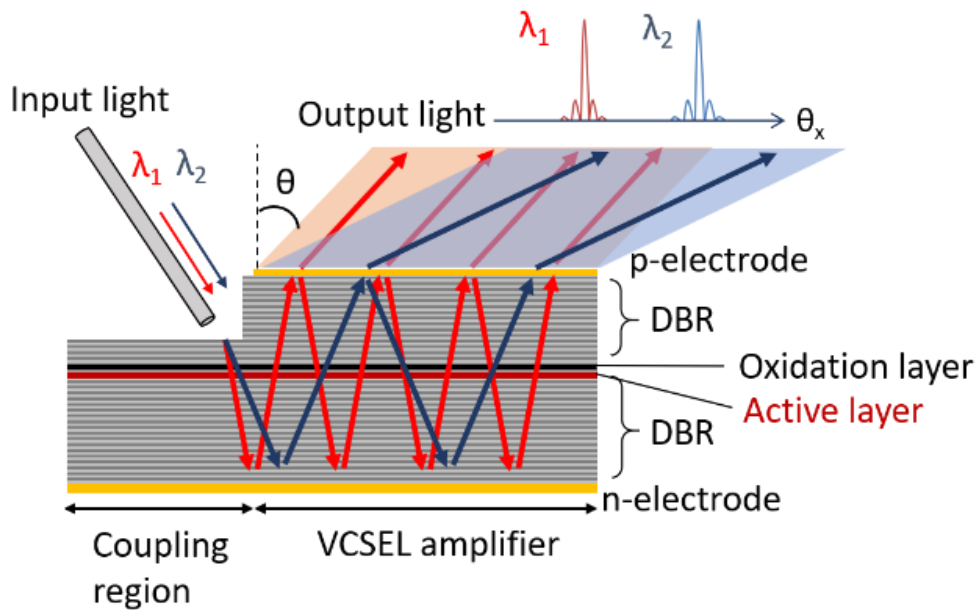 λ1 λ2
Input light
Output light
θx
λ1 λ2
θ
p-electrode
DBR
Oxidation layer
Active layer
DBR
n-electrode
Coupling region
VCSEL amplifier